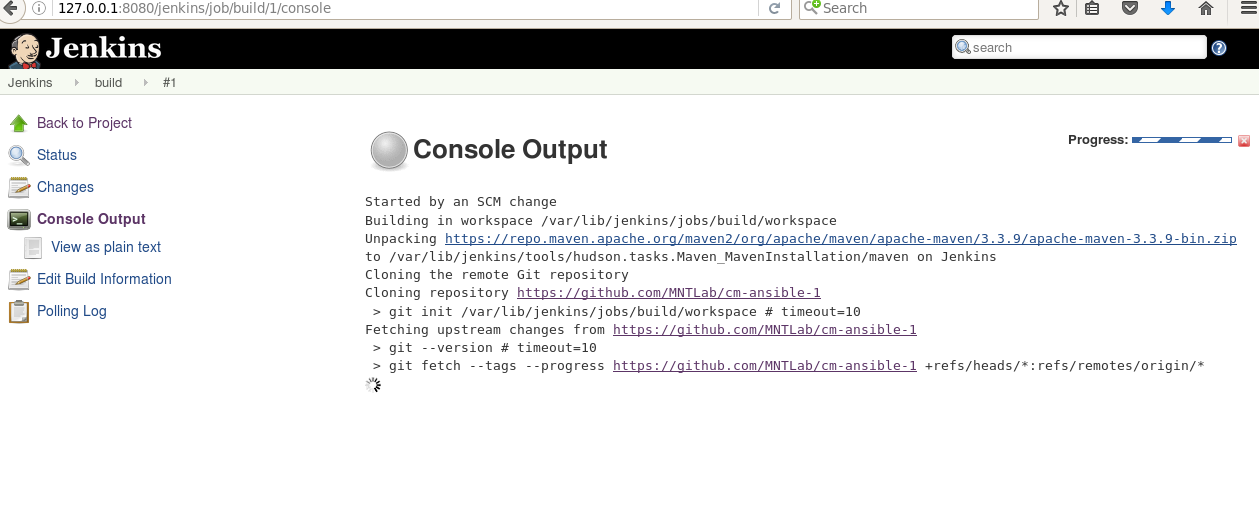 127.0.0.1:8080/jenkins/job/build/1/console
Search
Jenkins
search
?
Jenkins build #1
Back to Project
Status
Changes
Console Output
View as plain text
Edit Build Information
Polling Log
Console Output
Progress:
Started by an SCM change
Building in workspace /var/lib/jenkins/jobs/build/workspace
Unpacking https://repo.maven.apache.org/maven2/org/apache/maven/apache-maven/3.3.9/apache-maven-3.3.9-bin.zip
to /var/lib/jenkins/tools/hudson.tasks.Maven_MavenInstallation/maven on Jenkins
Cloning the remote Git repository
Cloning repository https://github.com/MNTLab/cm-ansible-1
> git init /var/lib/jenkins/jobs/build/workspace # timeout=10
Fetching upstream changes from https://github.com/MNTLab/cm-ansible-1
> git --version # timeout=10
> git fetch --tags --progress https://github.com/MNTLab/cm-ansible-1 +refs/heads/*:refs/remotes/origin/*